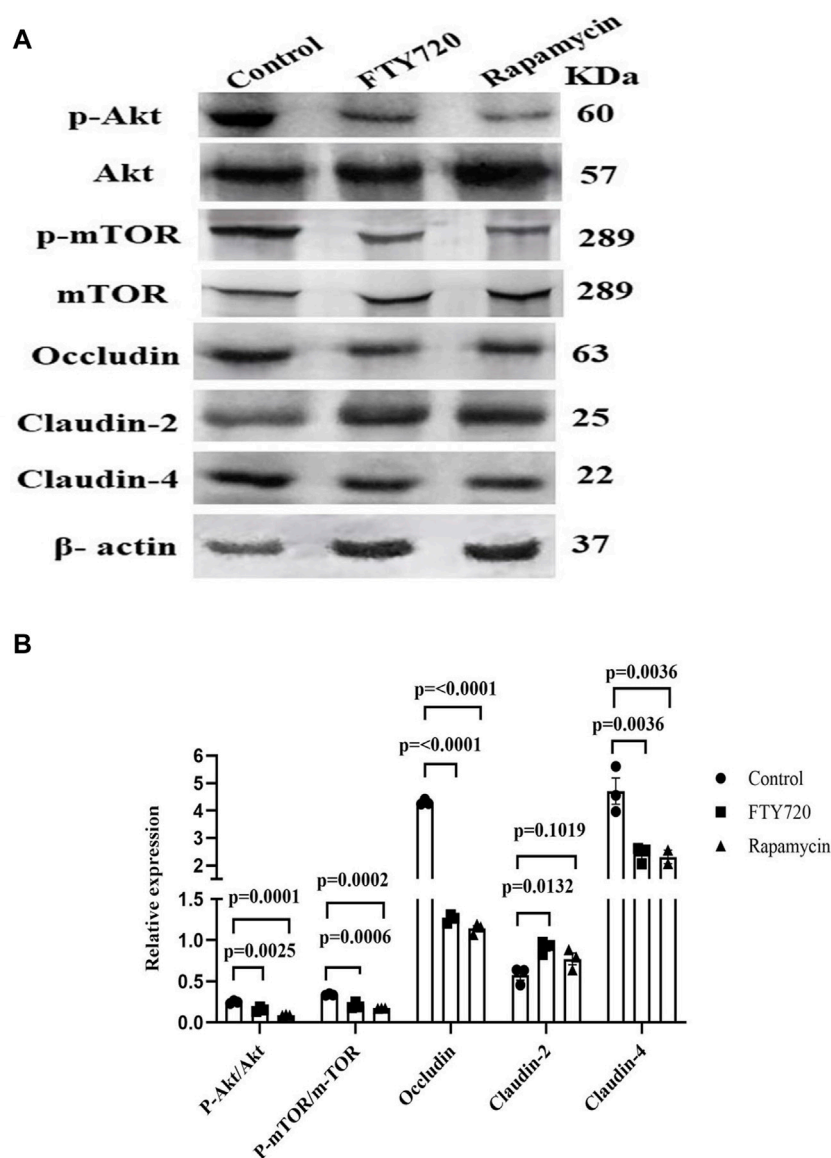 A
Control FTY720 Rapamycin KDa
p-Akt 60
Akt 57
p-mTOR 289
mTOR 289
Occludin 63
Claudin-2 25
Claudin-4 22
β- actin 37
B
p=0.0036
p=<0.0001
p=0.0036
p=<0.0001
6
5
4
3
2
1.5
1.0
0.5
0.0
Relative expression
p=0.1019
p=0.0002
p=0.0132
p=0.0001
p=0.0006
p=0.0025
Control
FTY720
Rapamycin
P-Akt/Akt
P-mTOR/m-TOR
Occludin
Claudin-2
Claudin-4